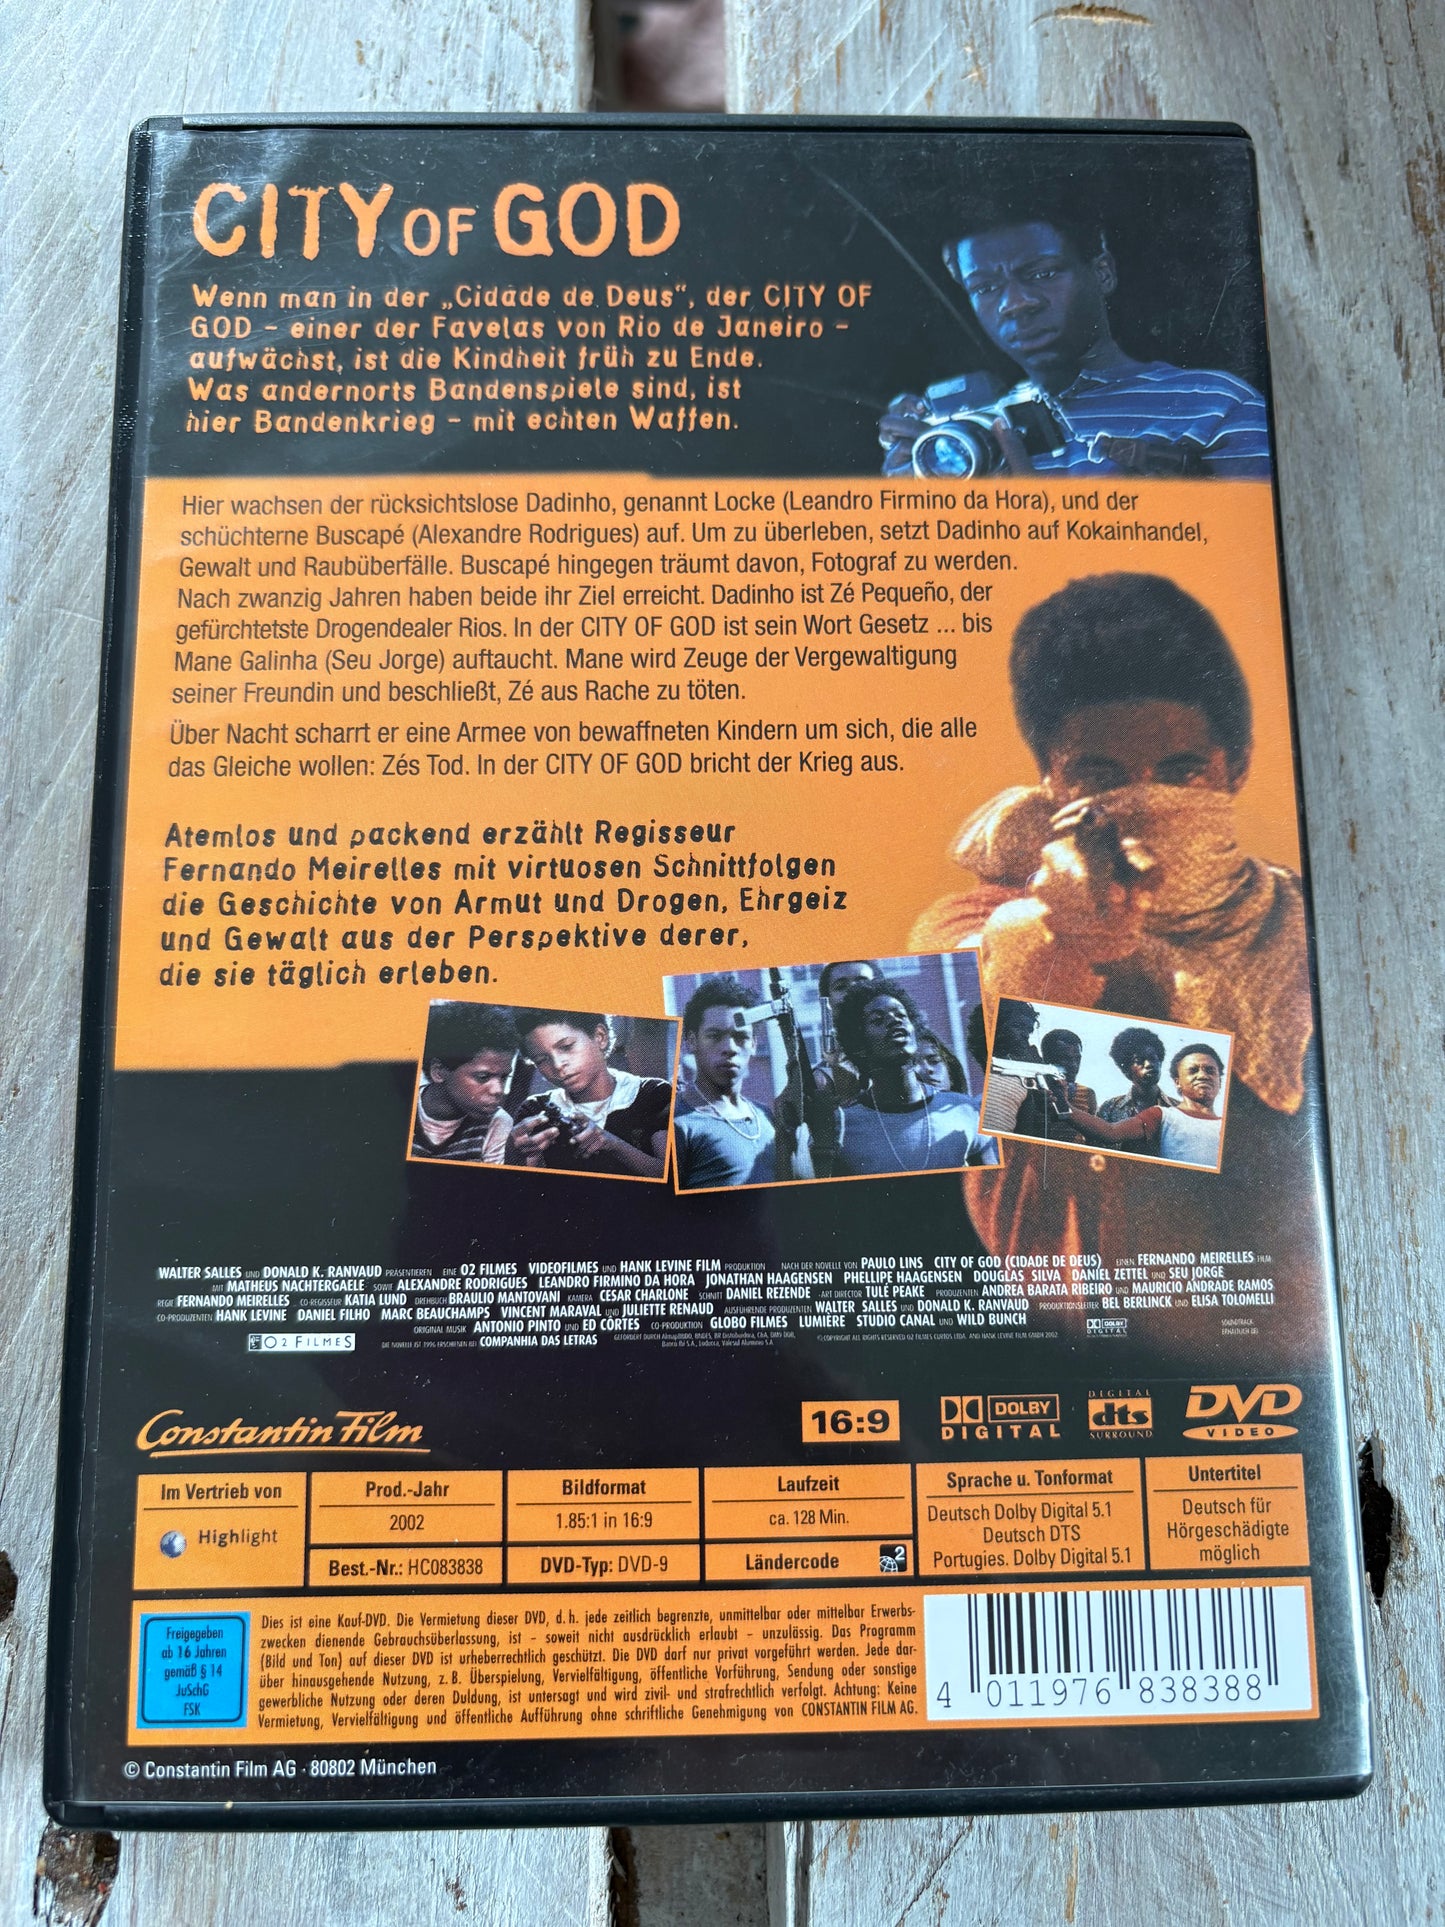 CITY OF GOD
Wenn man in der „Cidade de Deus“, der CITY OF
GOD – einer der Favelas von Rio de Janeiro –
aufwächst, ist die Kindheit früh zu Ende.
Was andernorts Bandenspiele sind, ist
hier Bandenkrieg – mit echten Waffen.
Hier wachsen der rücksichtslose Dadinho, genannt Locke (Leandro Firmino da Hora), und der
schüchterne Buscapé (Alexandre Rodrigues) auf. Um zu überleben, setzt Dadinho auf Kokainhandel,
Gewalt und Raubüberfälle. Buscapé hingegen träumt davon, Fotograf zu werden.
Nach zwanzig Jahren haben beide ihr Ziel erreicht. Dadinho ist Zé Pequeño, der
gefürchtetste Drogendealer Rios. In der CITY OF GOD ist sein Wort Gesetz ... bis
Mane Galinha (Seu Jorge) auftaucht. Mane wird Zeuge der Vergewaltigung
seiner Freundin und beschließt, Zé aus Rache zu töten.
Über Nacht scharrt er eine Armee von bewaffneten Kindern um sich, die alle
das Gleiche wollen: Zés Tod. In der CITY OF GOD bricht der Krieg aus.
Atemlos und packend erzählt Regisseur
Fernando Meirelles mit virtuosen Schnittfolgen
die Geschichte von Armut und Drogen, Ehrgeiz
und Gewalt aus der Perspektive derer,
die sie täglich erleben.
WALTER SALLES UND DONALD K. RANVAUD PRÄSENTIEREN EINE O2 FILMES VIDEOFILMES UND HANK LEVINE FILM PRODUKTION NACH DER NOVELLE VON PAULO LINS CITY OF GOD (CIDADE DE DEUS) EINEN FERNANDO MEIRELLES FILM
MIT MATHEUS NACHTERGAELE SOWIE ALEXANDRE RODRIGUES LEANDRO FIRMINO DA HORA JONATHAN HAAGENSEN PHELLIPE HAAGENSEN DOUGLAS SILVA DANIEL ZETTEL UND SEU JORGE
REGIE FERNANDO MEIRELLES CO-REGISSEUR KATIA LUND DREHBUCH BRAULIO MANTOVANI KAMERA CESAR CHARLONE SCHNITT DANIEL REZENDE ART DIRECTOR TULÉ PEAKE PRODUZENTEN ANDREA BARATA RIBEIRO UND MAURICIO ANDRADE RAMOS
CO-PRODUZENTEN HANK LEVINE DANIEL FILHO MARC BEAUCHAMPS VINCENT MARAVAL UND JULIETTE RENAUD AUSFÜHRENDE PRODUZENTEN WALTER SALLES UND DONALD K. RANVAUD PRODUKTIONSLEITER BEL BERLINCK UND ELISA TOLOMELLI
ORIGINAL MUSIK ANTONIO PINTO UND ED CÔRTES CO-PRODUKTION GLOBO FILMES LUMIÈRE STUDIO CANAL UND WILD BUNCH
O2 FILMES DIE NOVELLE IST 1996 ERSCHIENEN BEI COMPANHIA DAS LETRAS
DOLBY DIGITAL
SOUNDTRACK
ERHÄLTLICH BEI
Constantin Film
16:9
DOLBY DIGITAL
DIGITAL dts SURROUND
DVD VIDEO
Im Vertrieb von
Highlight
Prod.-Jahr
2002
Best.-Nr.: HC083838
Bildformat
1.85:1 in 16:9
DVD-Typ: DVD-9
Laufzeit
ca. 128 Min.
Ländercode 2
Sprache u. Tonformat
Deutsch Dolby Digital 5.1
Deutsch DTS
Portugies. Dolby Digital 5.1
Untertitel
Deutsch für
Hörgeschädigte
möglich
Freigegeben
ab 16 Jahren
gemäß § 14
JuSchG
FSK
Dies ist eine Kauf-DVD. Die Vermietung dieser DVD, d. h. jede zeitlich begrenzte, unmittelbar oder mittelbar Erwerbs-
zwecken dienende Gebrauchsüberlassung, ist – soweit nicht ausdrücklich erlaubt – unzulässig. Das Programm
(Bild und Ton) auf dieser DVD ist urheberrechtlich geschützt. Die DVD darf nur privat vorgeführt werden. Jede dar-
über hinausgehende Nutzung, z. B. Überspielung, Vervielfältigung, öffentliche Vorführung, Sendung oder sonstige
gewerbliche Nutzung oder deren Duldung, ist untersagt und wird zivil- und strafrechtlich verfolgt. Achtung: Keine
Vermietung, Vervielfältigung und öffentliche Aufführung ohne schriftliche Genehmigung von CONSTANTIN FILM AG.
4 011976 838388
© Constantin Film AG · 80802 München